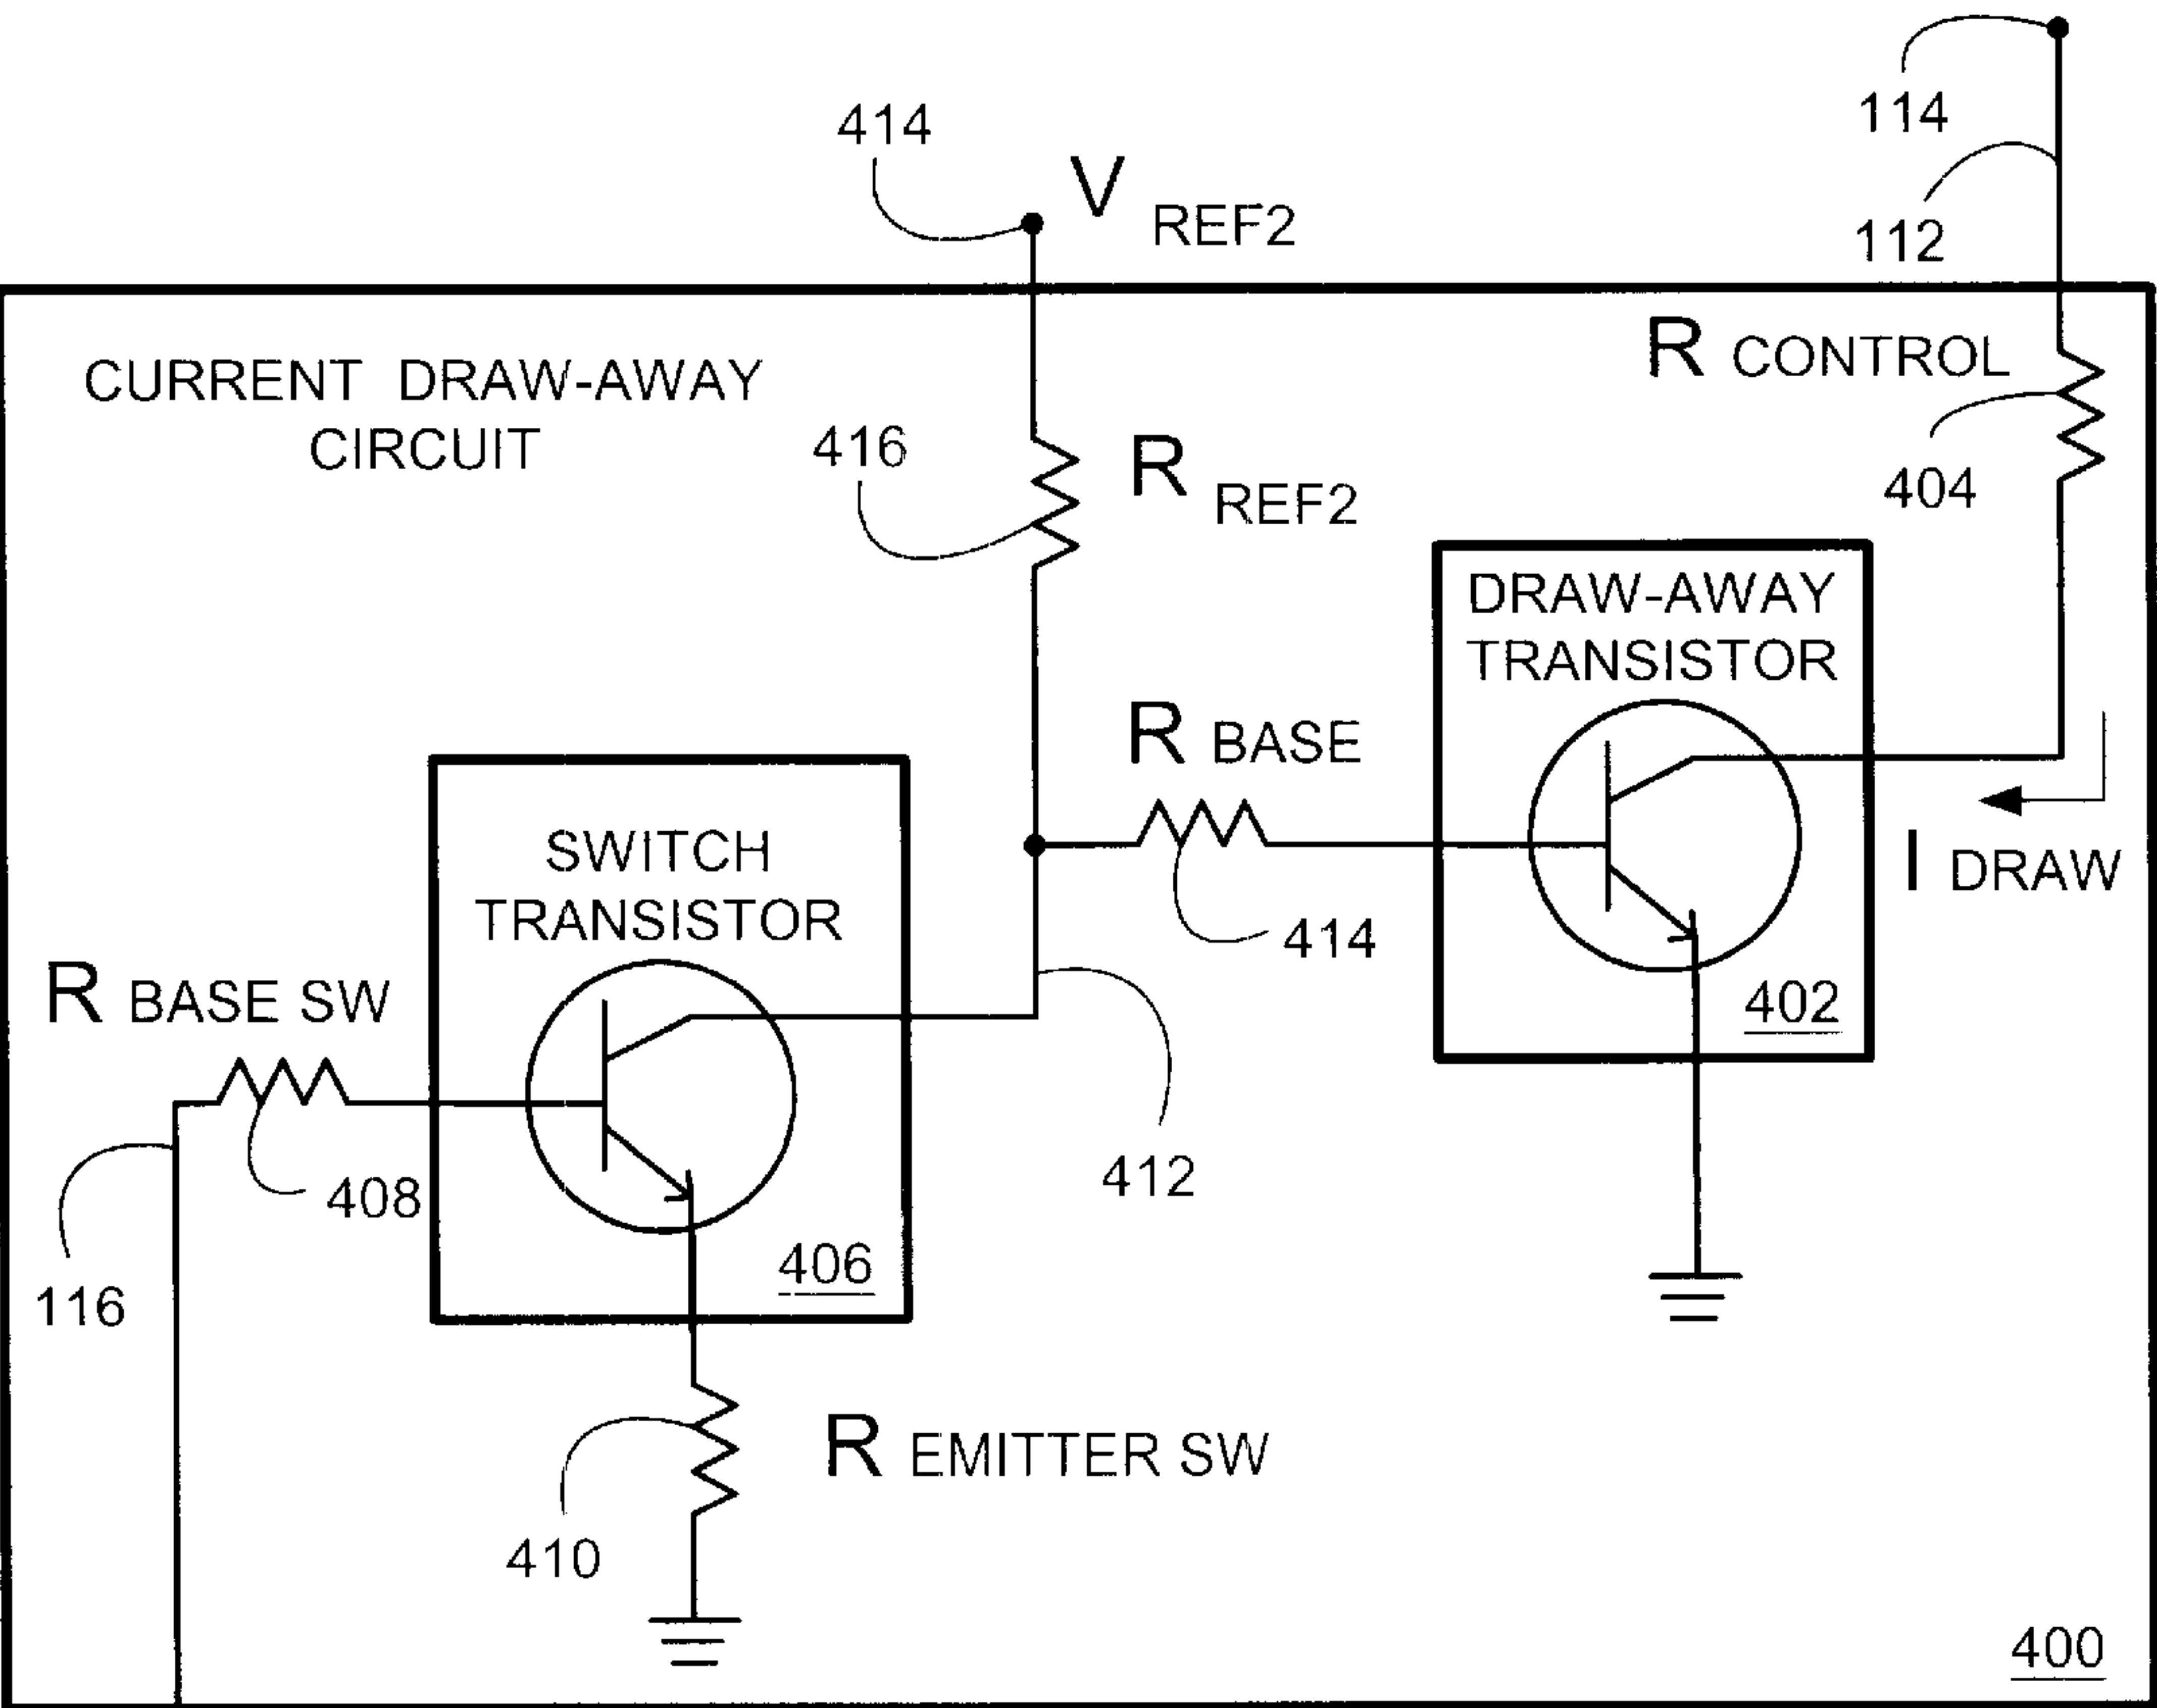 114
414
V REF2
112
R CONTROL
CURRENT DRAW-AWAY
CIRCUIT
416
R REF2
404
DRAW-AWAY
TRANSISTOR
R BASE
SWITCH
TRANSISTOR
I DRAW
414
R BASE SW
402
412
408
406
116
R EMITTER SW
410
400